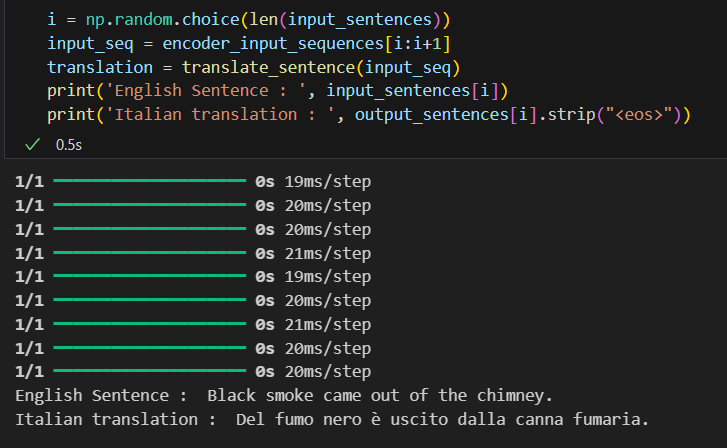 i = np.random.choice(len(input_sentences))
input_seq = encoder_input_sequences[i:i+1]
translation = translate_sentence(input_seq)
print('English Sentence : ', input_sentences[i])
print('Italian translation : ', output_sentences[i].strip("<eos>"))
0.5s
1/1 0s 19ms/step
1/1 0s 20ms/step
1/1 0s 20ms/step
1/1 0s 21ms/step
1/1 0s 19ms/step
1/1 0s 20ms/step
1/1 0s 21ms/step
1/1 0s 20ms/step
1/1 0s 20ms/step
English Sentence :  Black smoke came out of the chimney.
Italian translation :  Del fumo nero è uscito dalla canna fumaria.